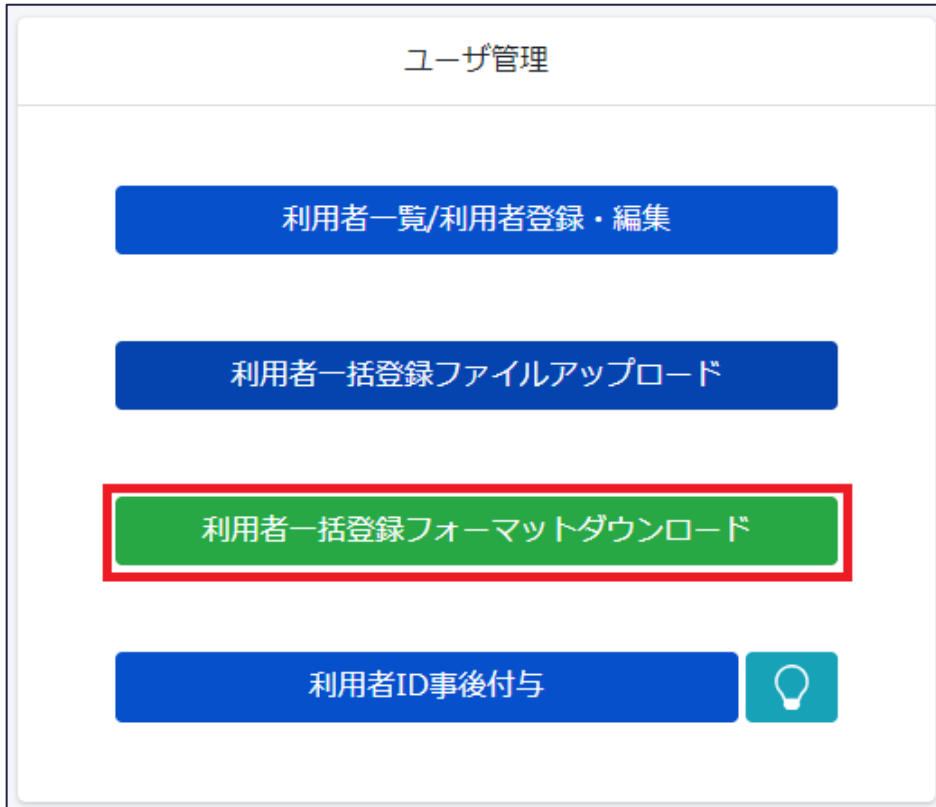 ユーザ管理
利用者一覧/利用者登録・編集
利用者一括登録ファイルアップロード
利用者一括登録フォーマットダウンロード
利用者ID事後付与